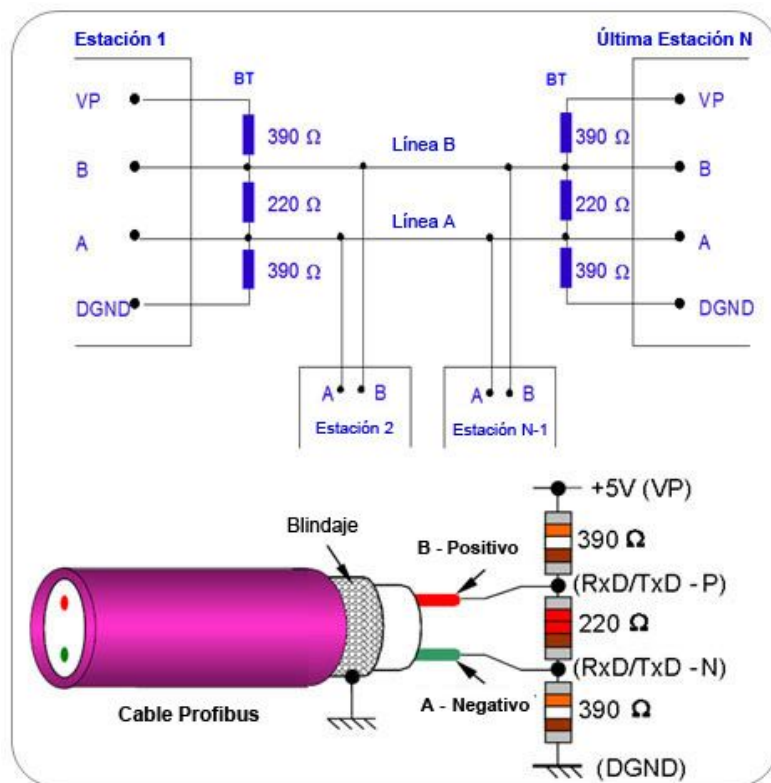 Estación 1
Última Estación N
BT
BT
VP
VP
390 Ω
390 Ω
Línea B
B
B
220 Ω
220 Ω
Línea A
A
A
390 Ω
390 Ω
DGND
DGND
A B
A B
Estación 2
Estación N-1
+5V (VP)
Blindaje
390 Ω
B - Positivo
(RxD/TxD - P)
220 Ω
(RxD/TxD - N)
390 Ω
A - Negativo
Cable Profibus
(DGND)